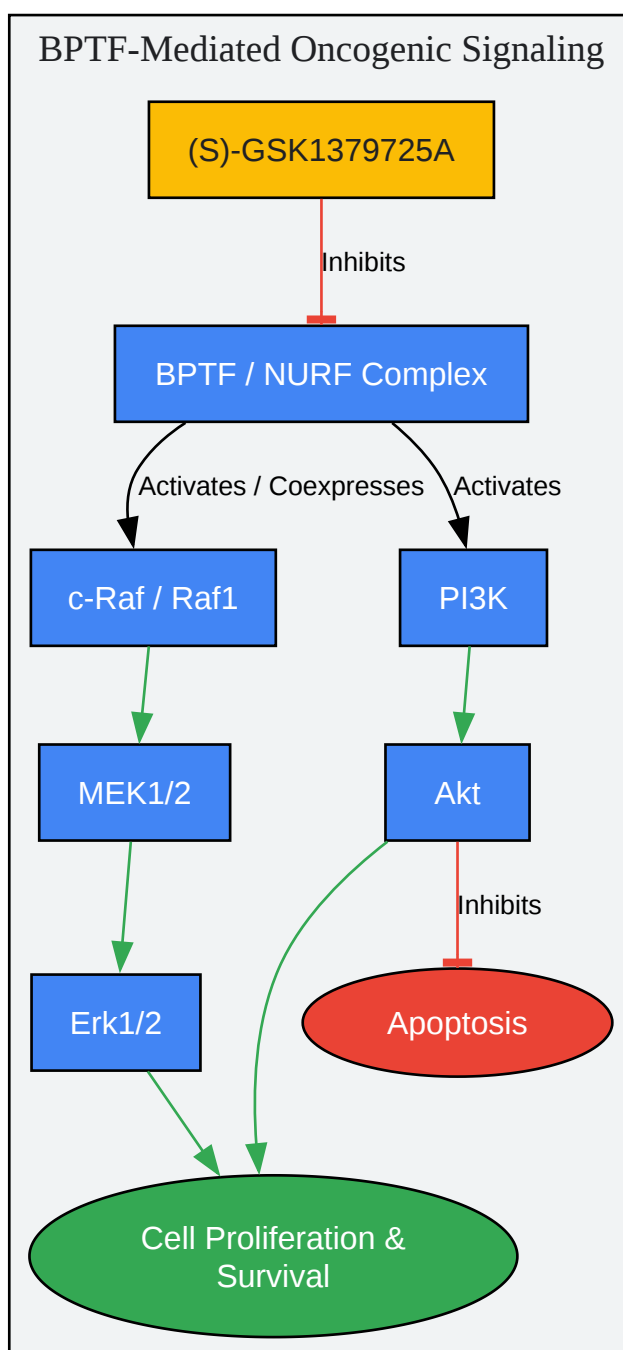 BPTF-Mediated Oncogenic Signaling
(S)-GSK1379725A
Inhibits
BPTF / NURF Complex
Activates / Coexpresses
Activates
c-Raf / Raf1
PI3K
MEK1/2
Akt
Inhibits
Erk1/2
Apoptosis
Cell Proliferation &
Survival